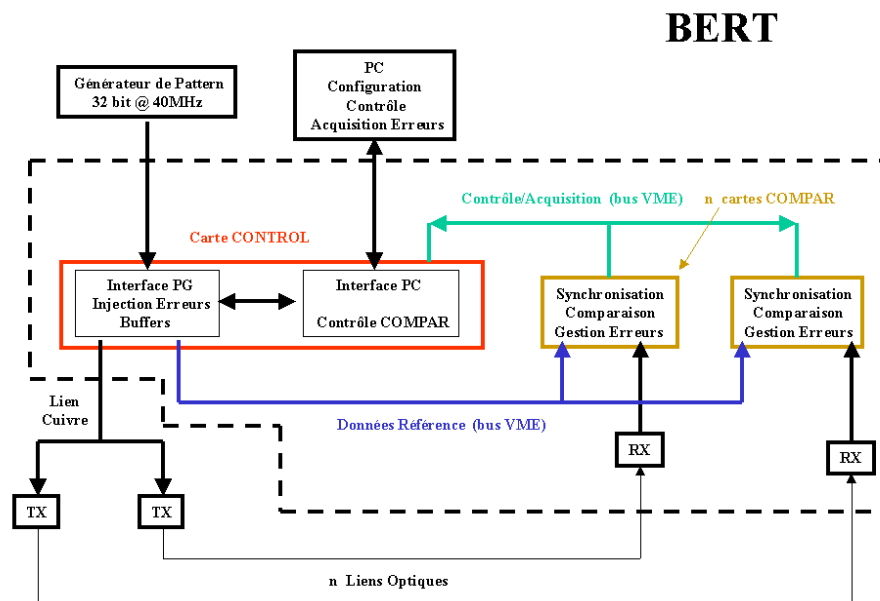 BERT
Générateur de Pattern
32 bit @ 40MHz
PC
Configuration
Contrôle
Acquisition Erreurs
Contrôle/Acquisition (bus VME)
n cartes COMPAR
Carte CONTROL
Interface PG
Injection Erreurs
Buffers
Interface PC
Contrôle COMPAR
Synchronisation
Comparaison
Gestion Erreurs
Synchronisation
Comparaison
Gestion Erreurs
Lien
Cuivre
Données Référence (bus VME)
RX
RX
TX
TX
n Liens Optiques